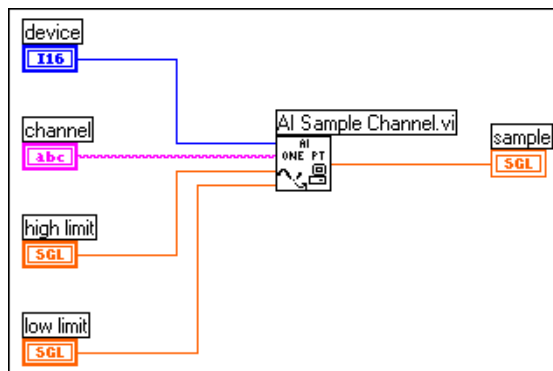 device
I16
channel
abc
high limit
SGL
low limit
SGL
AI Sample Channel.vi
AI
ONE PT
sample
SGL